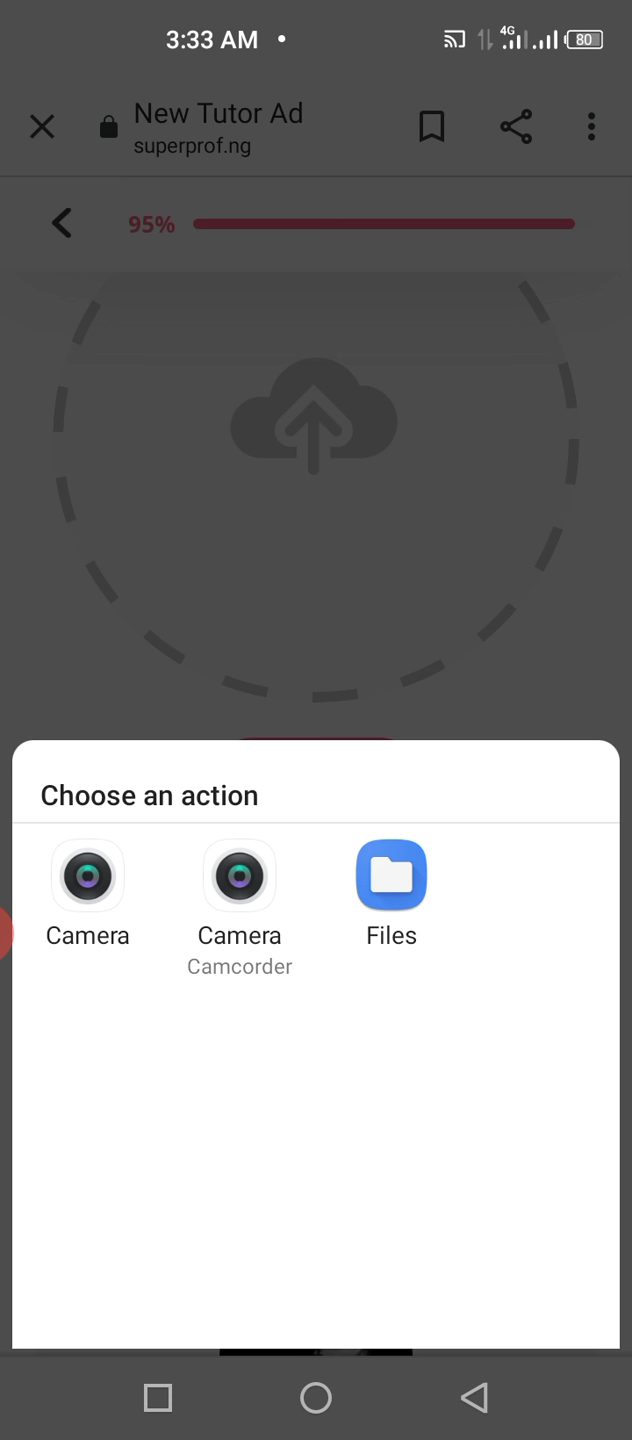 3:33 AM
4G
80
New Tutor Ad
superprof.ng
95%
Choose an action
Camera
Camera
Files
Camcorder